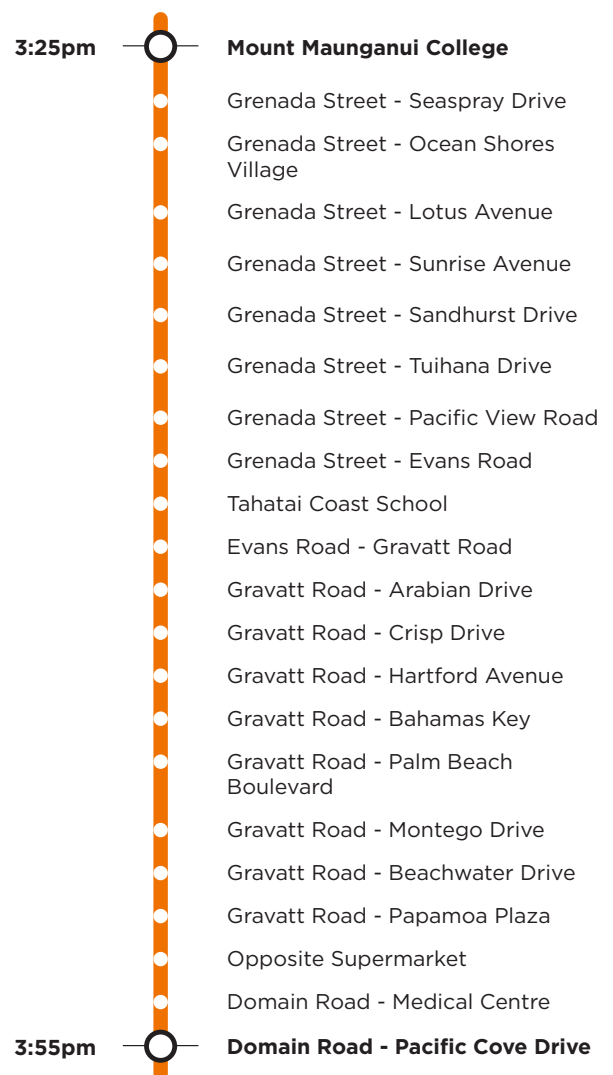 3:25pm Mount Maunganui College
Grenada Street - Seaspray Drive
Grenada Street - Ocean Shores
Village
Grenada Street - Lotus Avenue
Grenada Street - Sunrise Avenue
Grenada Street - Sandhurst Drive
Grenada Street - Tuihana Drive
Grenada Street - Pacific View Road
Grenada Street - Evans Road
Tahatai Coast School
Evans Road - Gravatt Road
Gravatt Road - Arabian Drive
Gravatt Road - Crisp Drive
Gravatt Road - Hartford Avenue
Gravatt Road - Bahamas Key
Gravatt Road - Palm Beach
Boulevard
Gravatt Road - Montego Drive
Gravatt Road - Beachwater Drive
Gravatt Road - Papamoa Plaza
Opposite Supermarket
Domain Road - Medical Centre
3:55pm Domain Road - Pacific Cove Drive